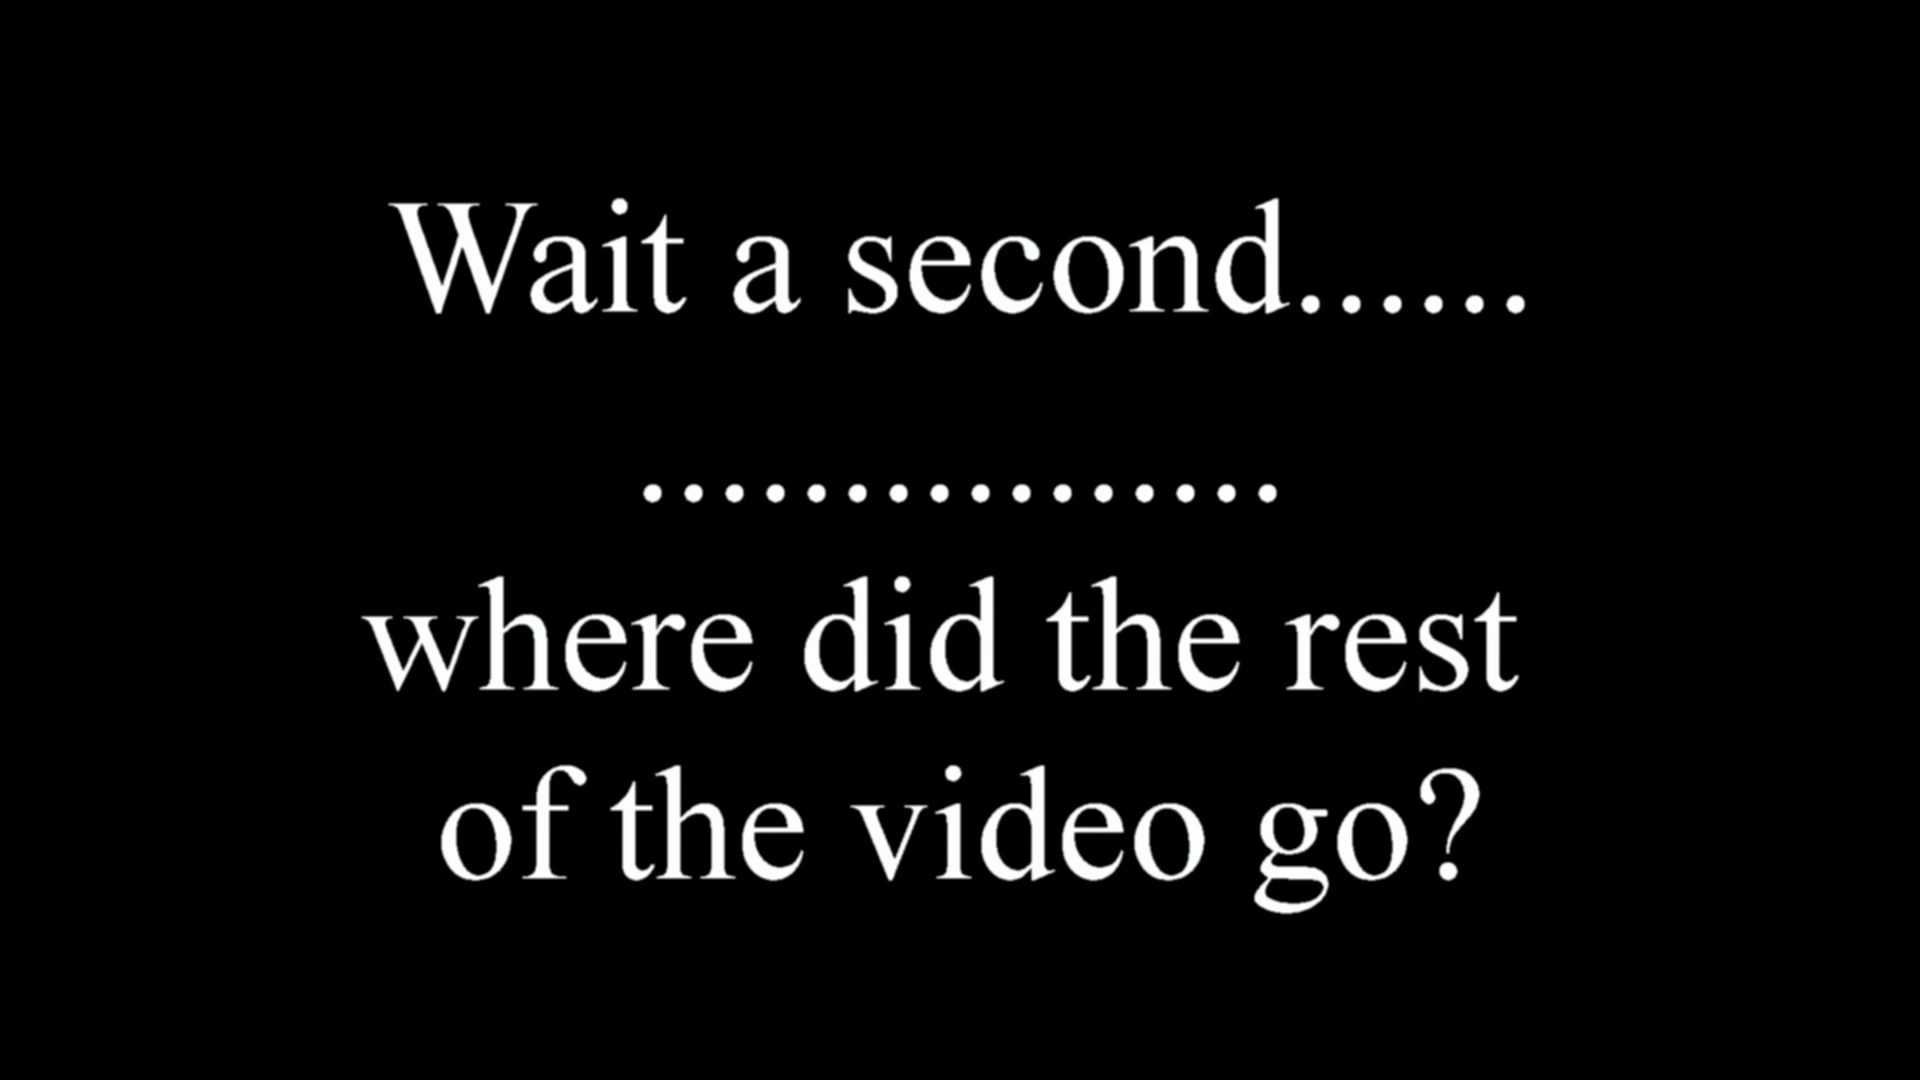 Wait a second......
................
where did the rest
of the video go?